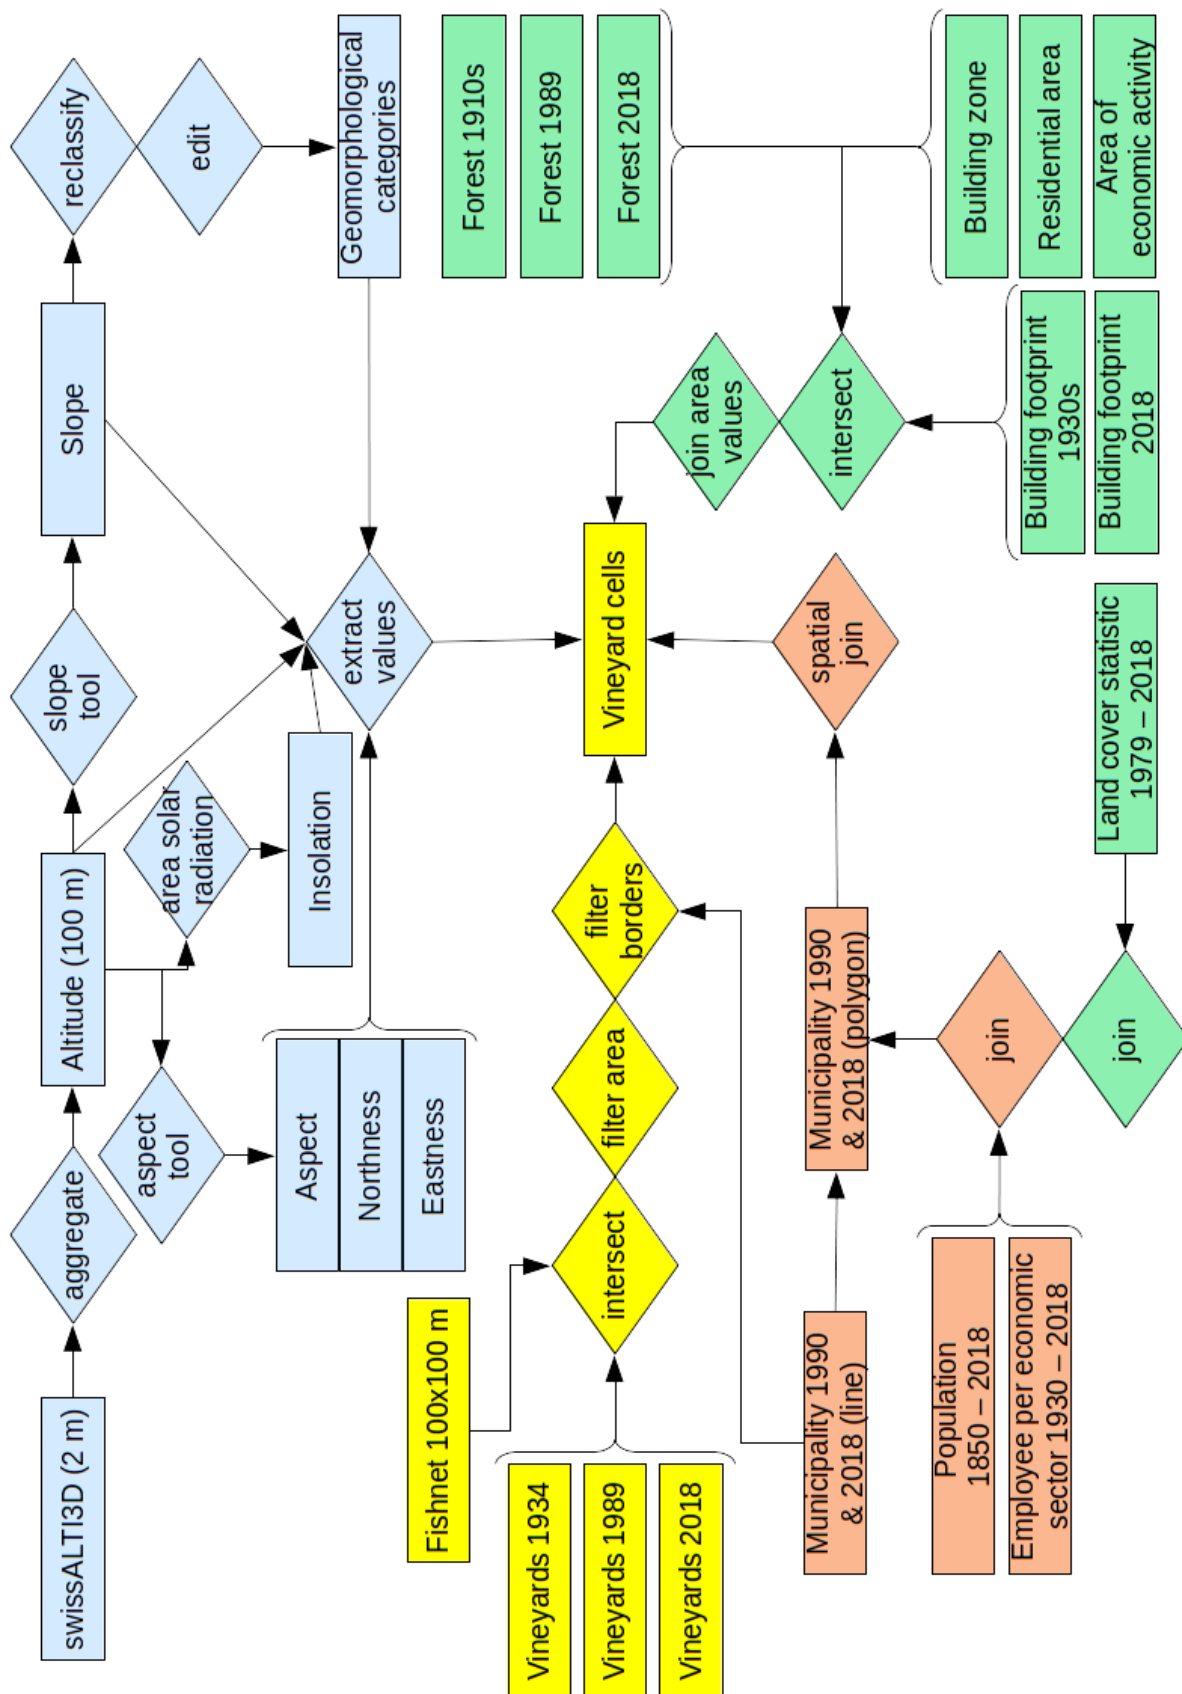 swissALTI3D (2 m)
aggregate
Altitude (100 m)
slope
tool
Slope
reclassify
edit
aspect
tool
area solar
radiation
Aspect
Northness
Eastness
Insolation
extract
values
Geomorphological
categories
Fishnet 100x100 m
Vineyards 1934
Vineyards 1989
Vineyards 2018
intersect
filter area
filter
borders
Vineyard cells
join area
values
intersect
Forest 1910s
Forest 1989
Forest 2018
Municipality 1990
& 2018 (line)
Municipality 1990
& 2018 (polygon)
spatial
join
Population
1850 – 2018
Employee per economic
sector 1930 – 2018
join
join
Land cover statistic
1979 – 2018
Building footprint
1930s
Building footprint
2018
Building zone
Residential area
Area of
economic activity